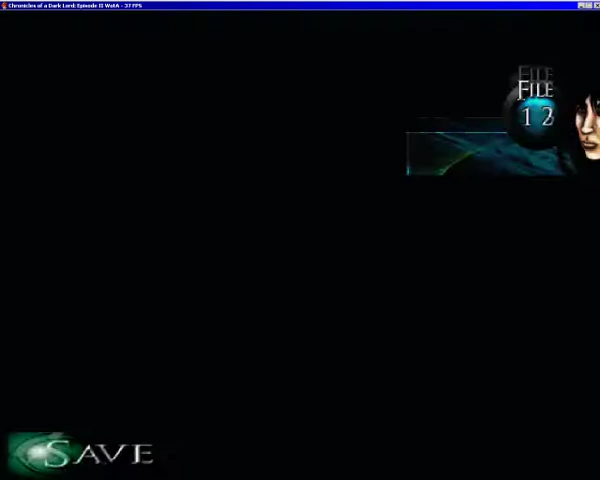 Chronicles of a Dark Lord: Episode II WotA - 37 FPS
FILE
FILE
1 2
SAVE